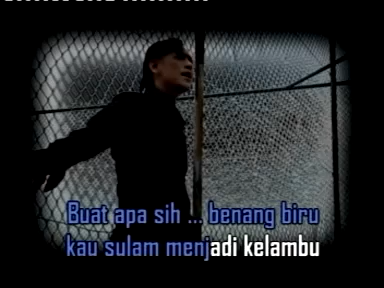 Buat apa sih ... benang biru
kau sulam menjadi kelambu